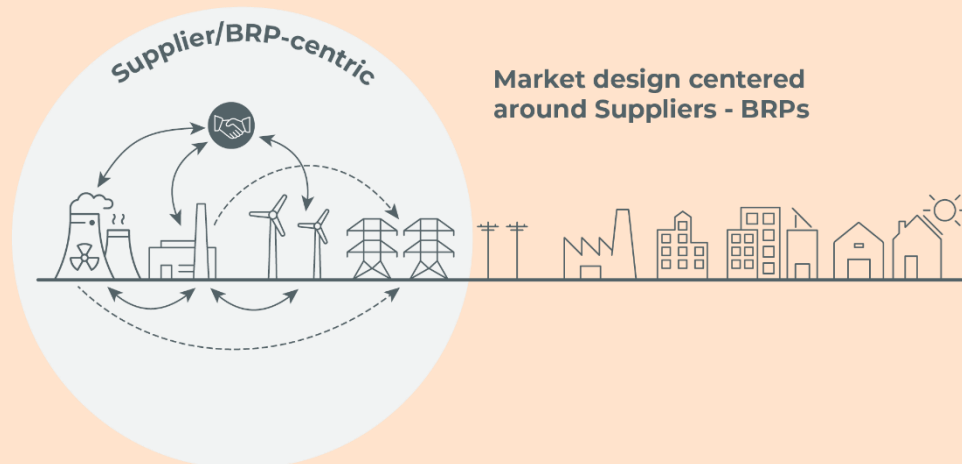 Supplier/BRP-centric
Market design centered
around Suppliers - BRPs